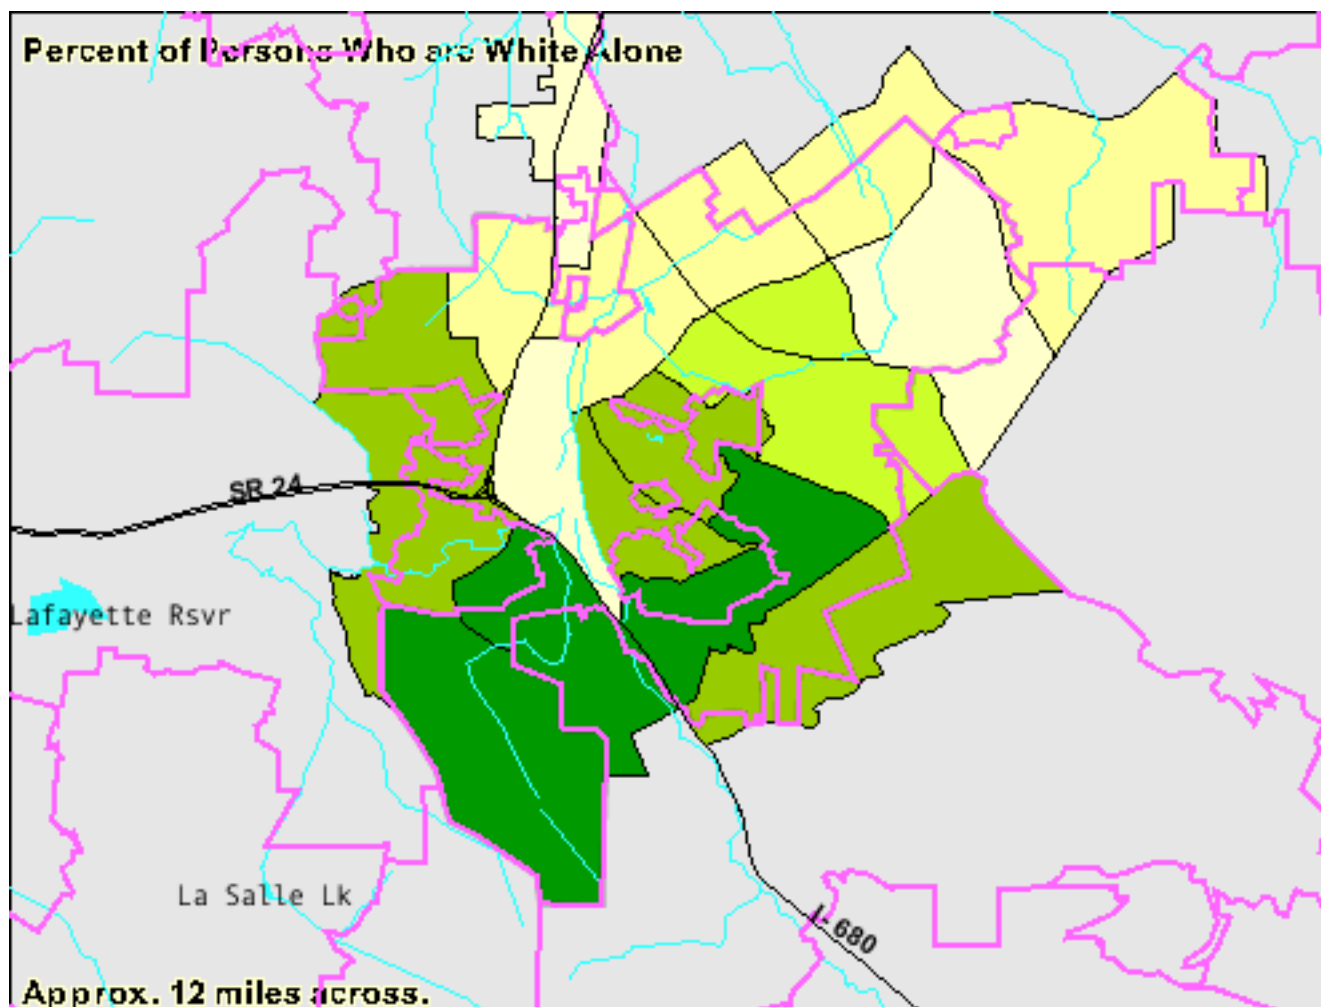 Percent of Persons Who are White Alone
SR 24
Lafayette Rsvr
La Salle Lk
I- 680
Approx. 12 miles across.